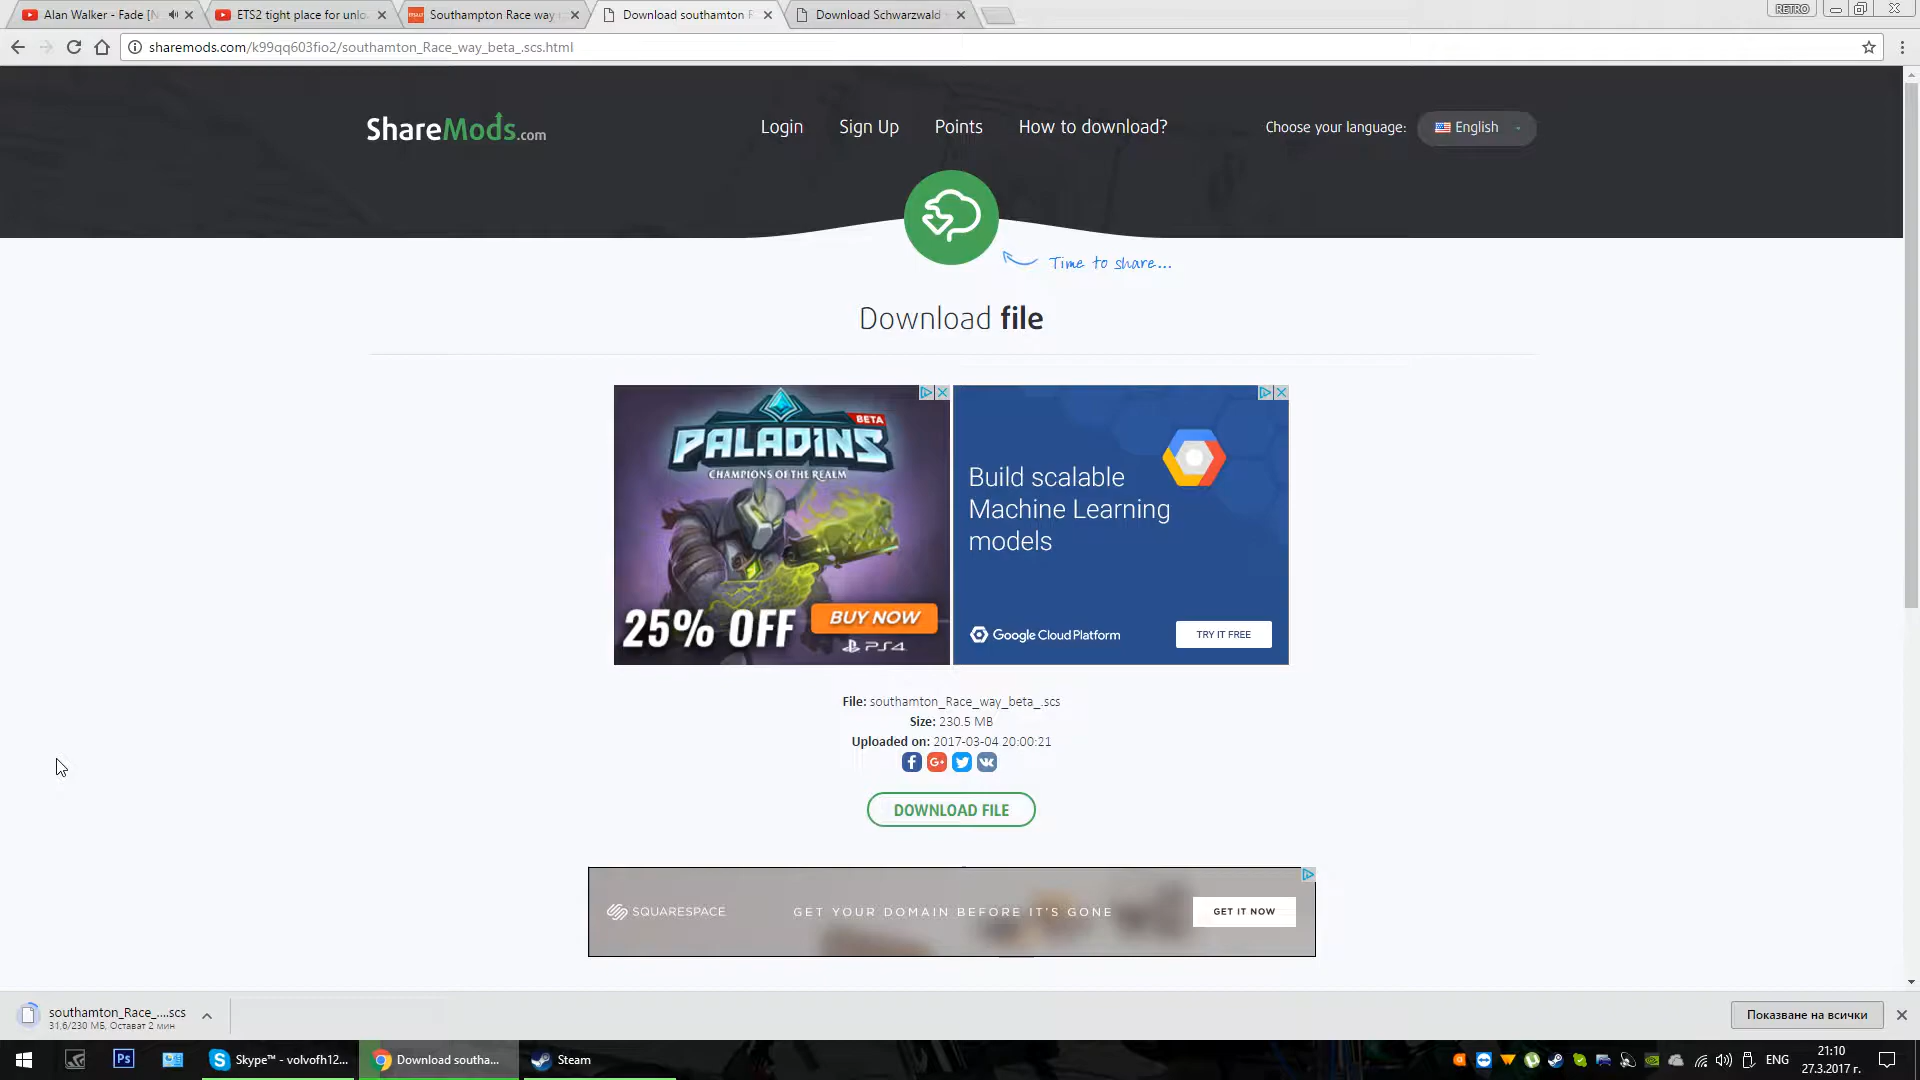 Alan Walker - Fade [N
ETS2 tight place for unlo
Southampton Race way
Download southamton R
Download Schwarzwald
RETRO
sharemods.com/k99qq603fio2/southamton_Race_way_beta_.scs.html
ShareMods.com
Login
Sign Up
Points
How to download?
Choose your language:
English
Time to share...
Download file
PALADINS
BETA
CHAMPIONS OF THE REALM
25% OFF
BUY NOW
PS4
Build scalable
Machine Learning
models
Google Cloud Platform
TRY IT FREE
File: southamton_Race_way_beta_.scs
Size: 230.5 MB
Uploaded on: 2017-03-04 20:00:21
DOWNLOAD FILE
SQUARESPACE
GET YOUR DOMAIN BEFORE IT'S GONE
GET IT NOW
southamton_Race_....scs
31,6/230 МБ, Остават 2 мин
Показване на всички
Ps
Skype™ - volvofh12...
Download southa...
Steam
ENG
21:10
27.3.2017 г.